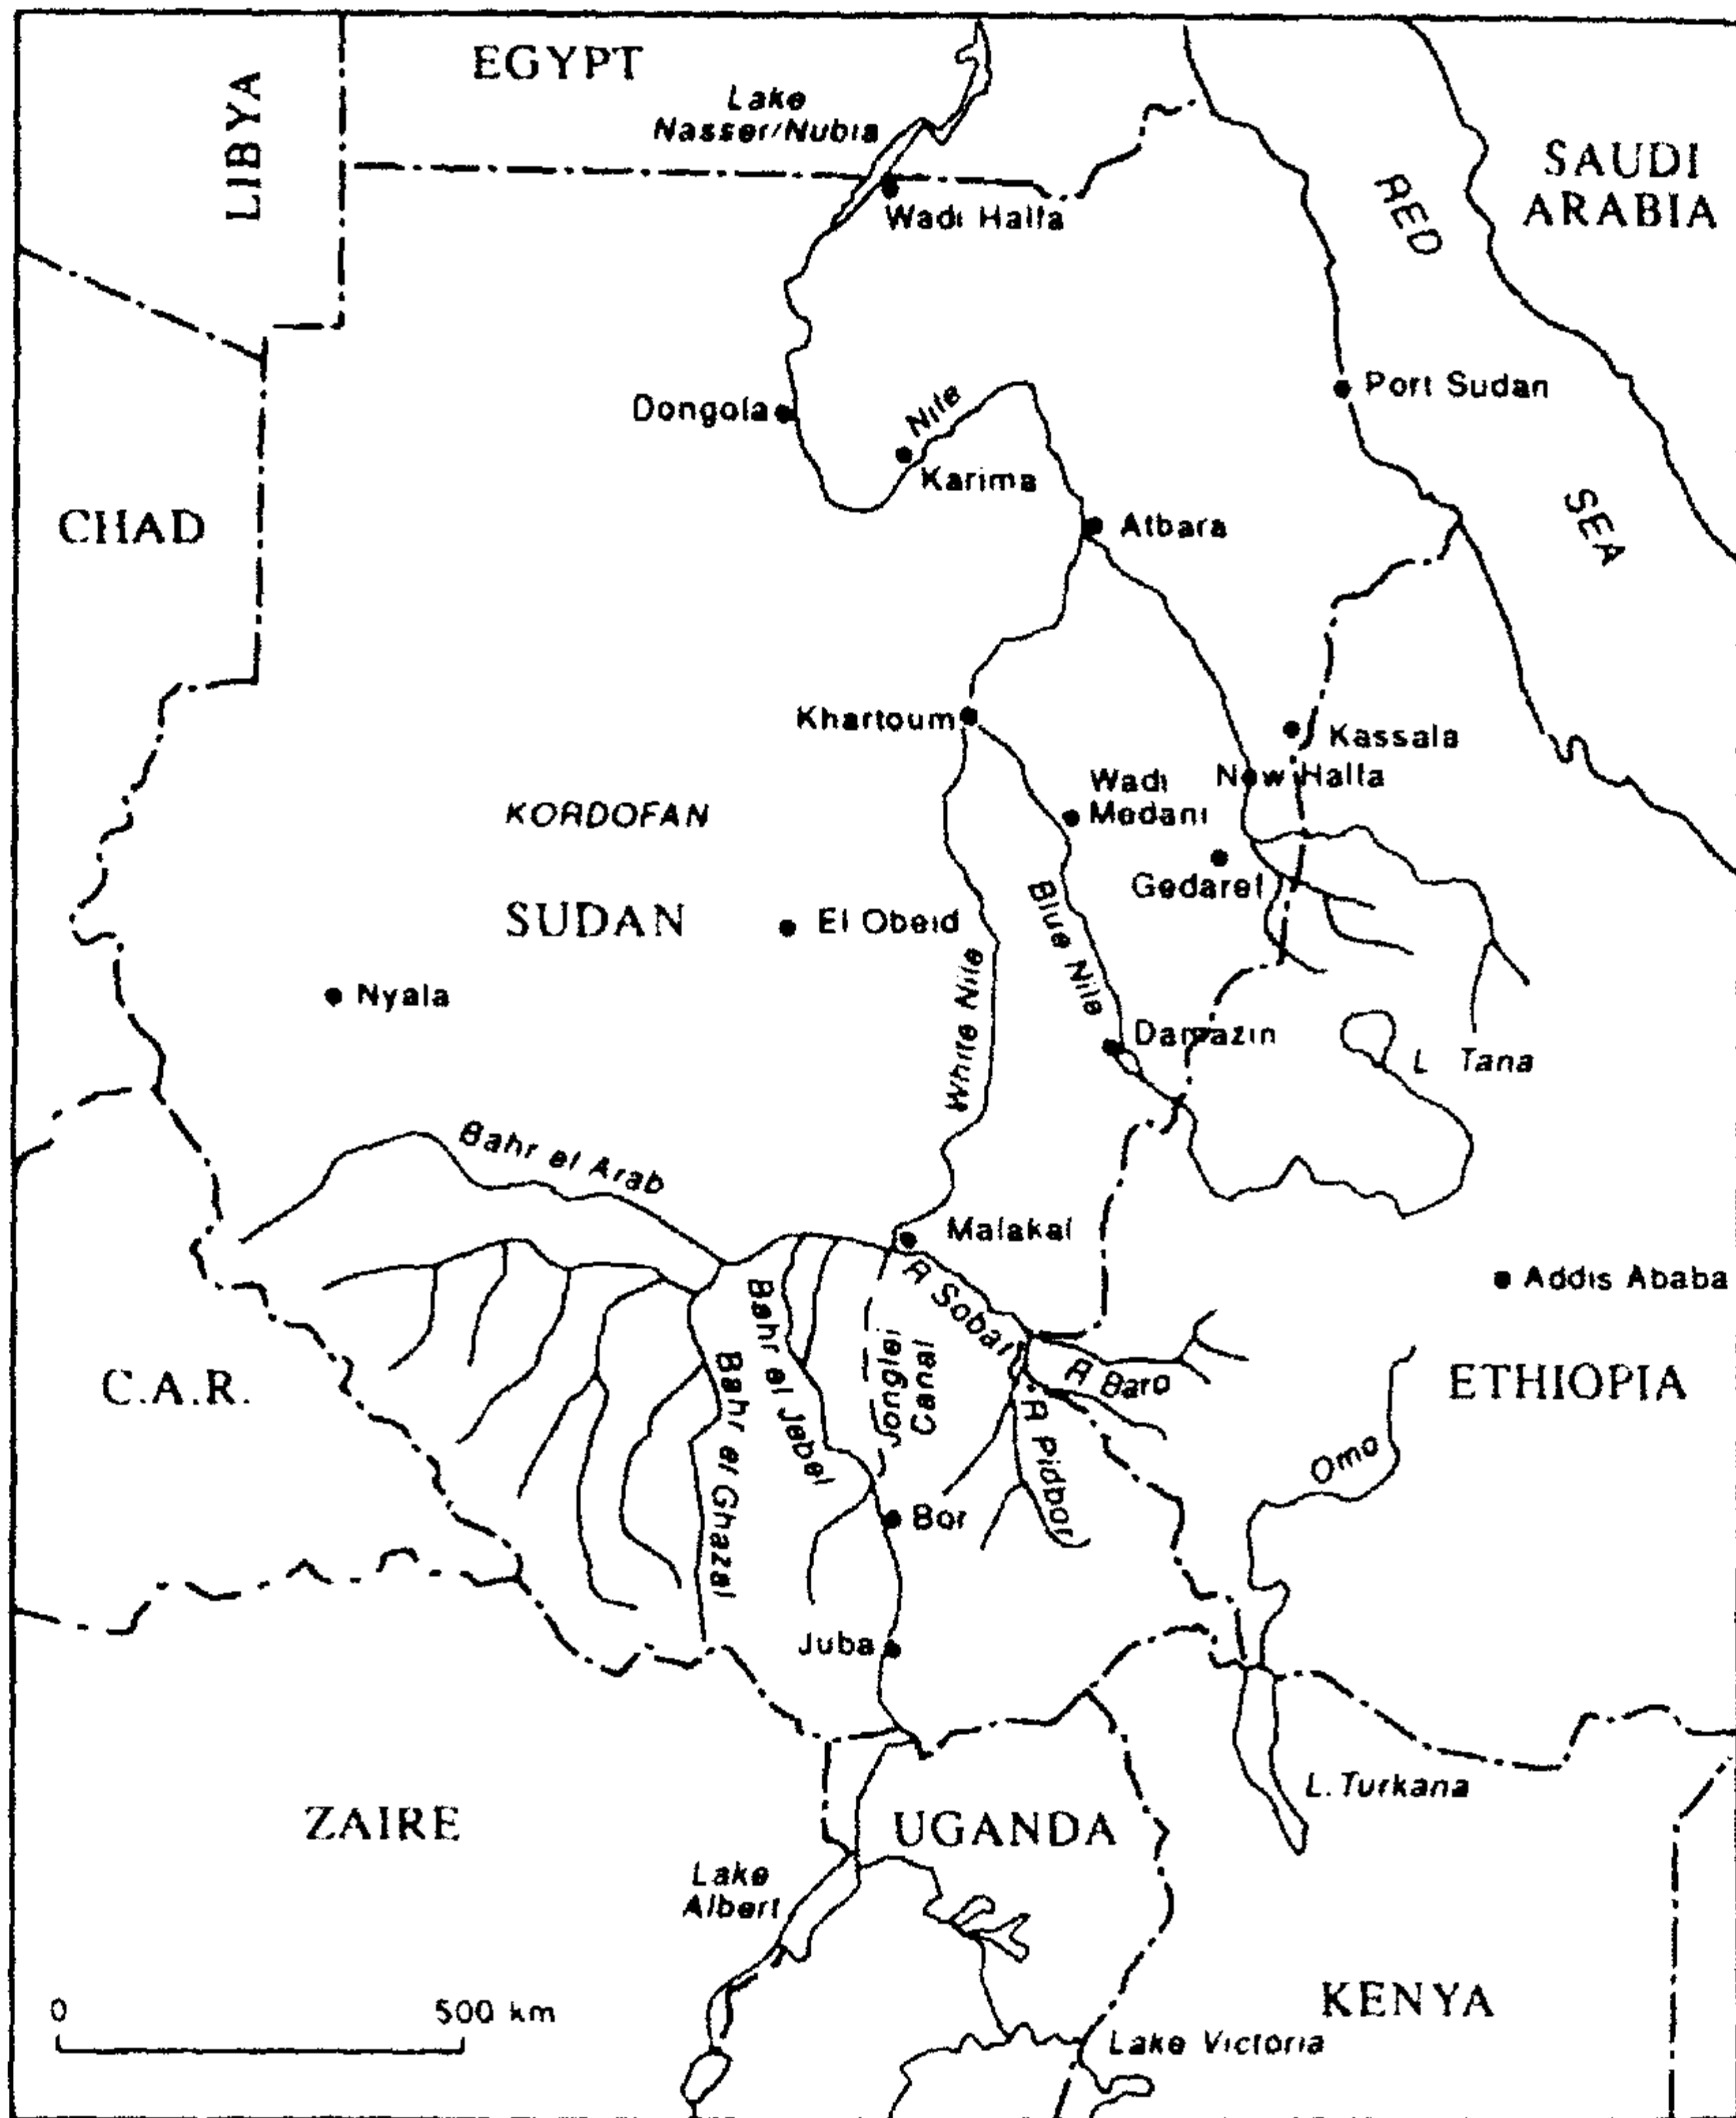 EGYPT
LIBYA
Lake
Nasser/Nubia
SAUDI
ARABIA
RED
SEA
Wadi Halfa
Port Sudan
Dongola
Nile
Karima
CHAD
Atbara
Khartoum
Kassala
New Halfa
Wadi
Medani
KORDOFAN
Gedaref
SUDAN
El Obeid
Blue Nile
White Nile
Nyala
Damazin
L Tana
Bahr el Arab
Malakal
R Sobat
Addis Ababa
Bahr el Jebel
Jonglei
Canal
R Baro
C.A.R.
ETHIOPIA
Bahr el Ghazal
R Pidbor
Omo
Bor
Juba
L. Turkana
ZAIRE
UGANDA
Lake
Albert
KENYA
0 500 km
Lake Victoria